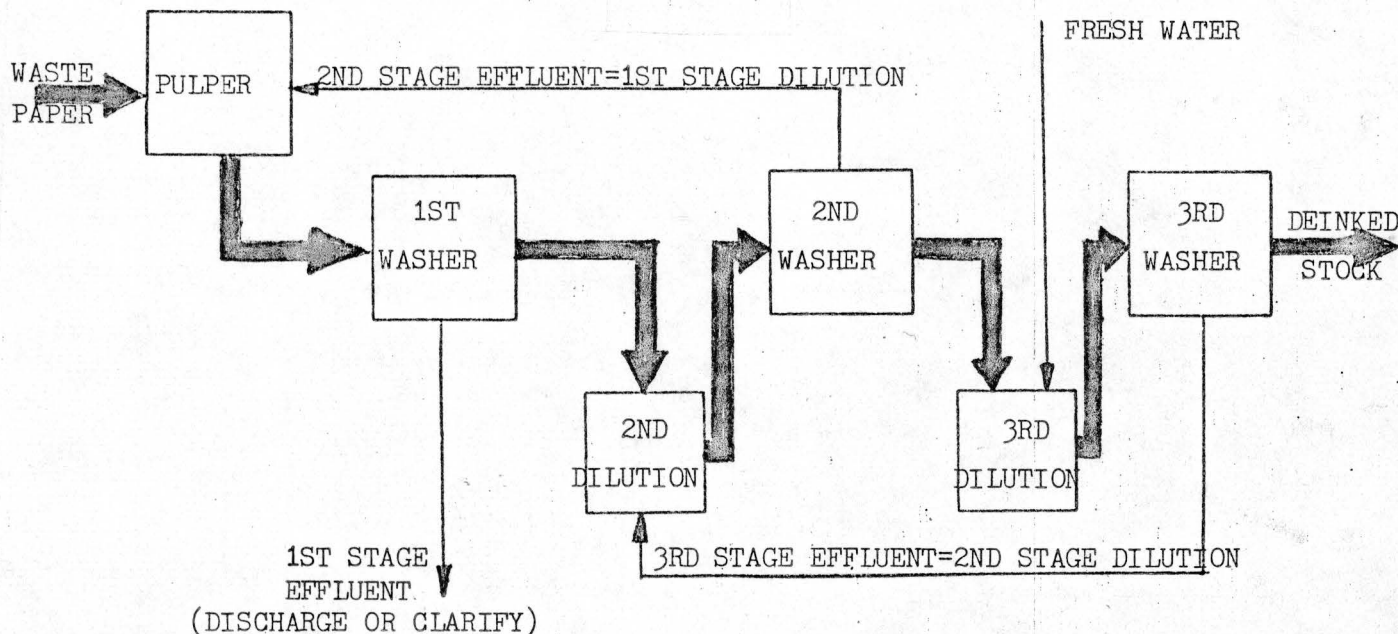 WASTE
PAPER
PULPER
2ND STAGE EFFLUENT=1ST STAGE DILUTION
FRESH WATER
1ST
WASHER
2ND
WASHER
3RD
WASHER
DEINKED
STOCK
2ND
DILUTION
3RD
DILUTION
1ST STAGE
EFFLUENT
(DISCHARGE OR CLARIFY)
3RD STAGE EFFLUENT=2ND STAGE DILUTION